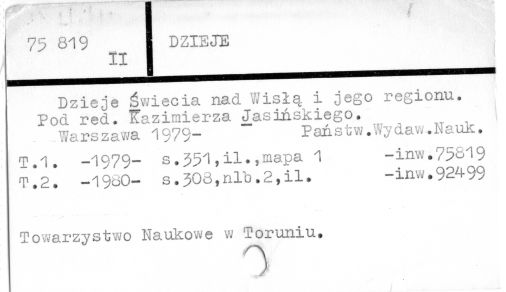 75 819
II
DZIEJE
Dzieje Świecia nad Wisłą i jego regionu.
Pod red. Kazimierza Jasińskiego.
Warszawa 1979- Państw.Wydaw.Nauk.
T.1. -1979- s.351,il.,mapa 1 -inw.75819
T.2. -1980- s.308,nlb.2,il. -inw.92499
Towarzystwo Naukowe w Toruniu.